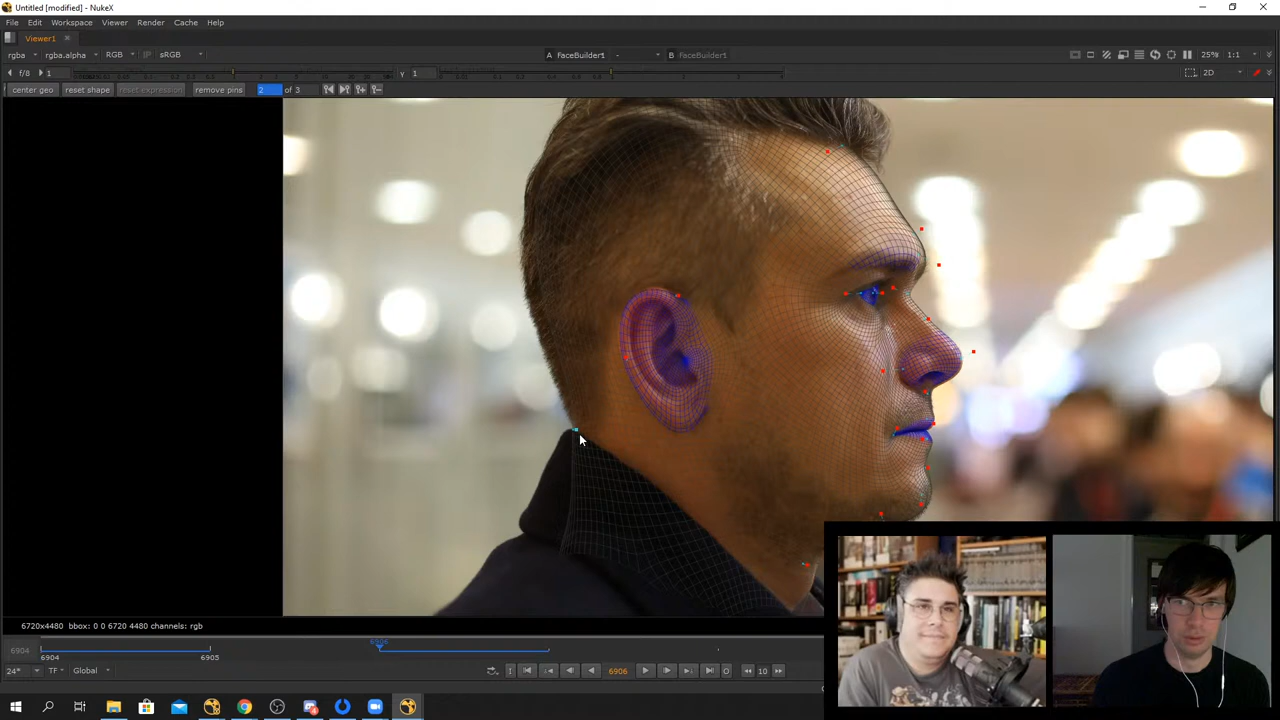 Untitled [modified] - NukeX
File Edit Workspace Viewer Render Cache Help
Viewer1
rgba rgba.alpha RGB IP sRGB A FaceBuilder1 - B FaceBuilder1 25% 1:1
f/8 1 Y 1 2D
center geo reset shape reset expression remove pins 2 of 3
6720x4480 bbox: 0 0 6720 4480 channels: rgb
6904 6906
6904 6905
24* TF Global I 6906 O 10